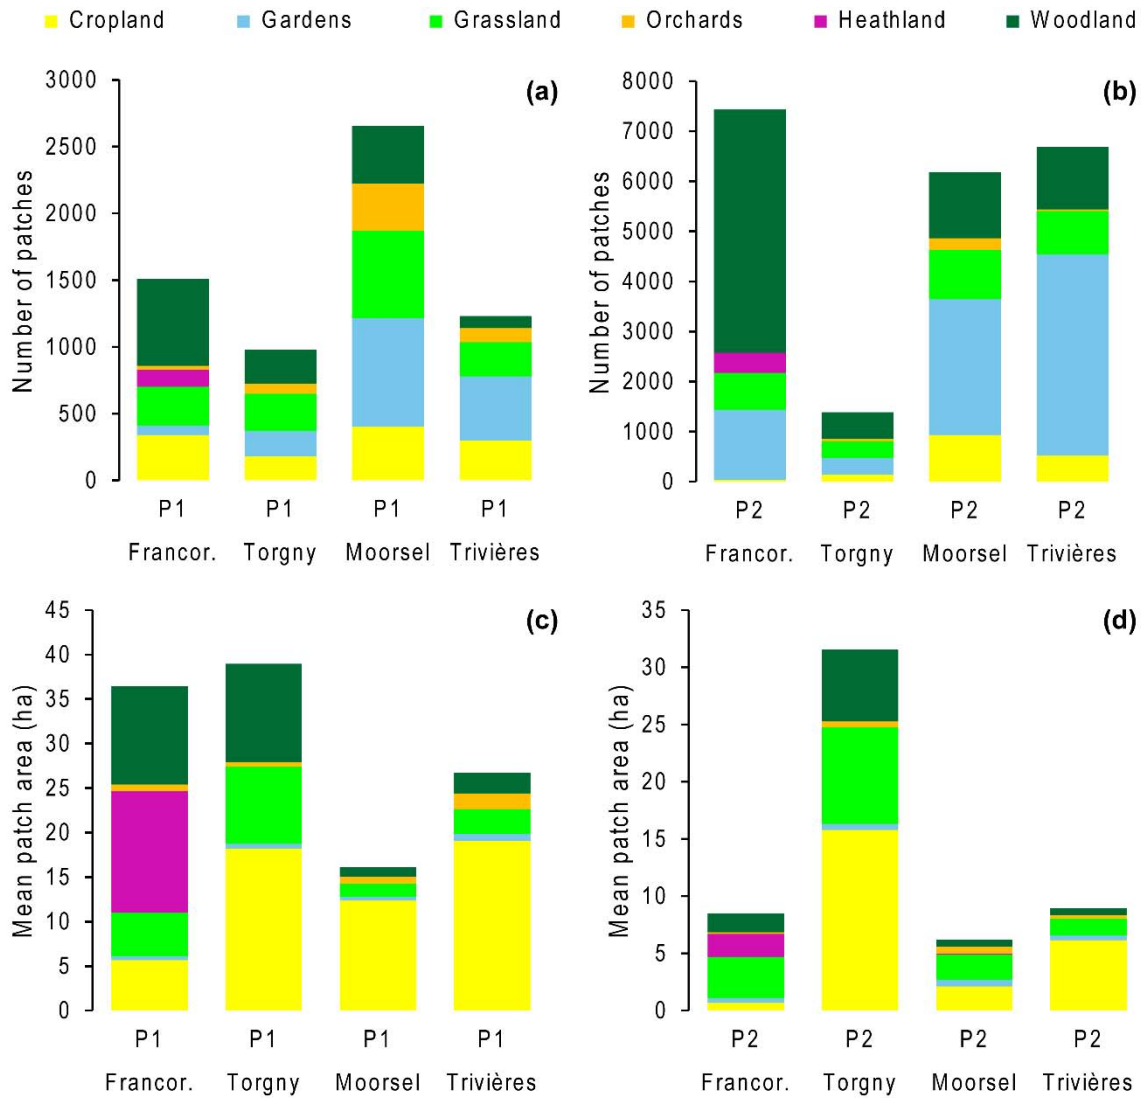 Cropland Gardens Grassland Orchards Heathland Woodland
(a)
Number of patches
3000
2500
2000
1500
1000
500
0
P1 P1 P1 P1
Francor. Torgny Moorsel Trivières
(b)
Number of patches
8000
7000
6000
5000
4000
3000
2000
1000
0
P2 P2 P2 P2
Francor. Torgny Moorsel Trivières
(c)
Mean patch area (ha)
45
40
35
30
25
20
15
10
5
0
P1 P1 P1 P1
Francor. Torgny Moorsel Trivières
(d)
Mean patch area (ha)
35
30
25
20
15
10
5
0
P2 P2 P2 P2
Francor. Torgny Moorsel Trivières